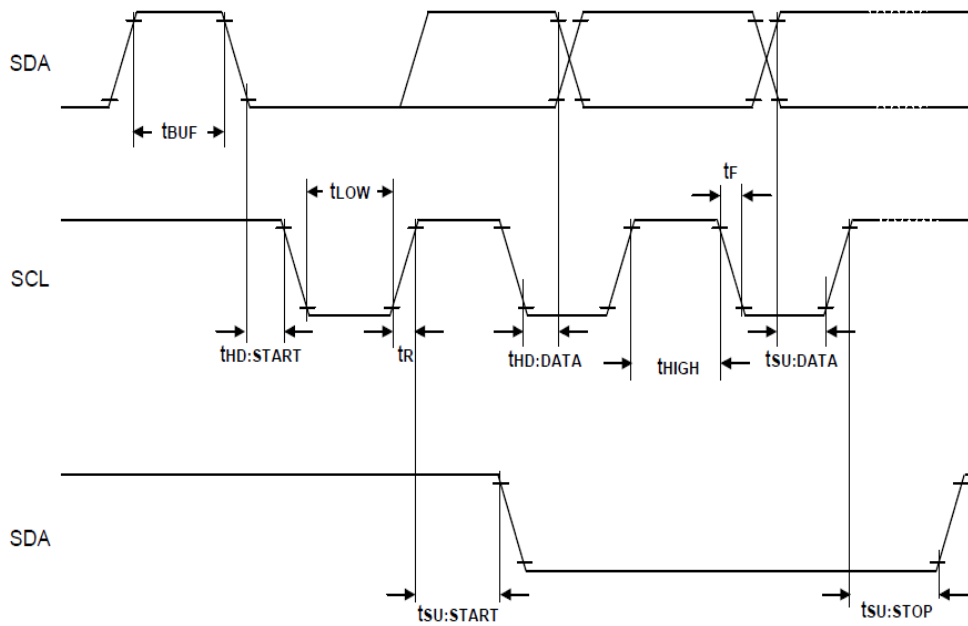 SDA
tBUF
tF
tLOW
SCL
tHD:START
tR
tHD:DATA
tHIGH
tSU:DATA
SDA
tSU:START
tSU:STOP